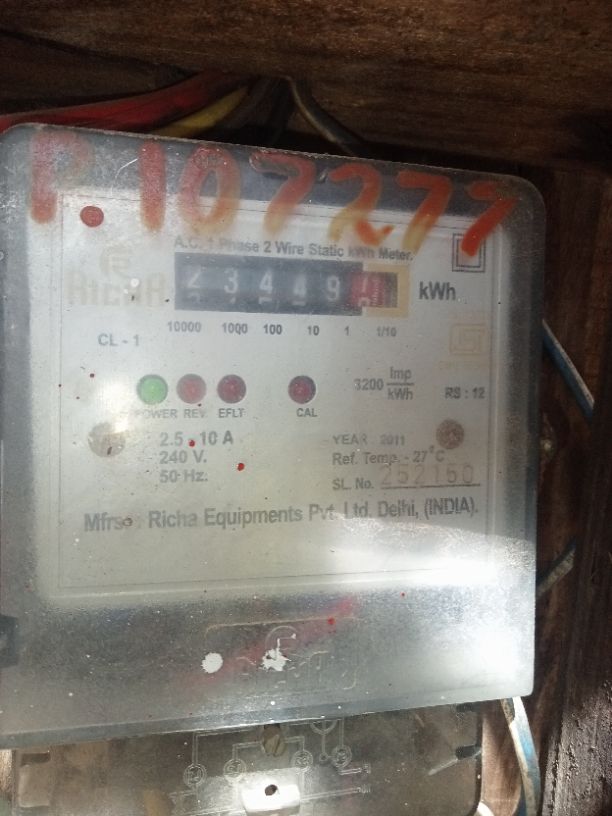 P.107277
A.C. 1 Phase 2 Wire Static kWh Meter.
23449 kWh
10000 1000 100 10 1 1/10
CL - 1
3200 Imp/kWh
RS : 12
POWER REV. EFLT CAL
2.5 - 10 A
240 V.
50 Hz.
YEAR : 2011
Ref. Temp. - 27°C
SL. No. 252150
Mfrs.: Richa Equipments Pvt. Ltd. Delhi, (INDIA).